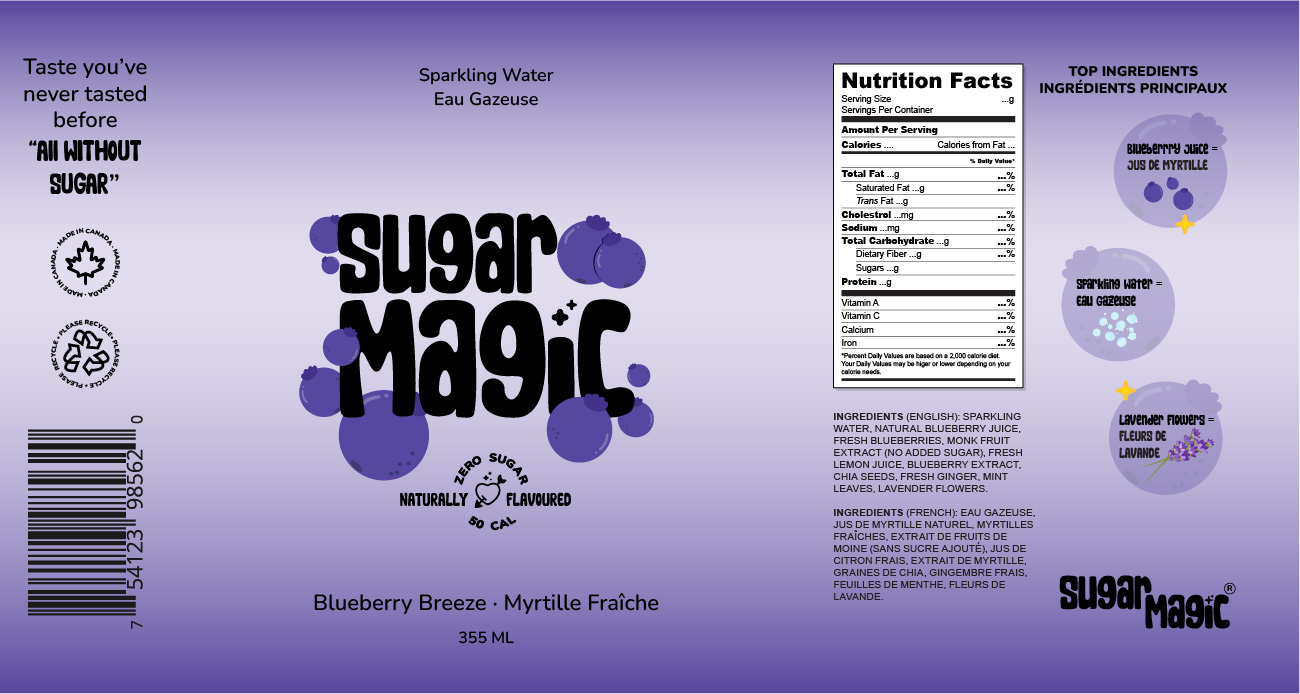 Taste you've
never tasted
before
"All WITHOUT
SUGAR"
MADE IN CANADA · MADE IN CANADA · MADE IN CANADA ·
PLEASE RECYCLE • PLEASE RECYCLE • PLEASE RECYCLE •
7 54123 98562 0
Sparkling Water
Eau Gazeuse
sugar
Magic
ZERO SUGAR
NATURALLY FLAVOURED
50 CAL
Blueberry Breeze · Myrtille Fraîche
355 ML
Nutrition Facts
Serving Size ...g
Servings Per Container
Amount Per Serving
Calories .... Calories from Fat ...
% Daily Value*
Total Fat ...g ...%
Saturated Fat ...g ...%
Trans Fat ...g
Cholestrol ...mg ...%
Sodium ...mg ...%
Total Carbohydrate ...g ...%
Dietary Fiber ...g ...%
Sugars ...g
Protein ...g
Vitamin A ...%
Vitamin C ...%
Calcium ...%
Iron ...%
*Percent Daily Values are based on a 2,000 calorie diet.
Your Daily Values may be higer or lower depending on your
calorie needs.
INGREDIENTS (ENGLISH): SPARKLING
WATER, NATURAL BLUEBERRY JUICE,
FRESH BLUEBERRIES, MONK FRUIT
EXTRACT (NO ADDED SUGAR), FRESH
LEMON JUICE, BLUEBERRY EXTRACT,
CHIA SEEDS, FRESH GINGER, MINT
LEAVES, LAVENDER FLOWERS.
INGREDIENTS (FRENCH): EAU GAZEUSE,
JUS DE MYRTILLE NATUREL, MYRTILLES
FRAÎCHES, EXTRAIT DE FRUITS DE
MOINE (SANS SUCRE AJOUTÉ), JUS DE
CITRON FRAIS, EXTRAIT DE MYRTILLE,
GRAINES DE CHIA, GINGEMBRE FRAIS,
FEUILLES DE MENTHE, FLEURS DE
LAVANDE.
TOP INGREDIENTS
INGRÉDIENTS PRINCIPAUX
Blueberrry Juice =
JUS DE MYRTILLE
Sparkling Water =
Eau Gazeuse
Lavender Flowers =
FLEURS DE
LAVANDE
sugar
Magic®